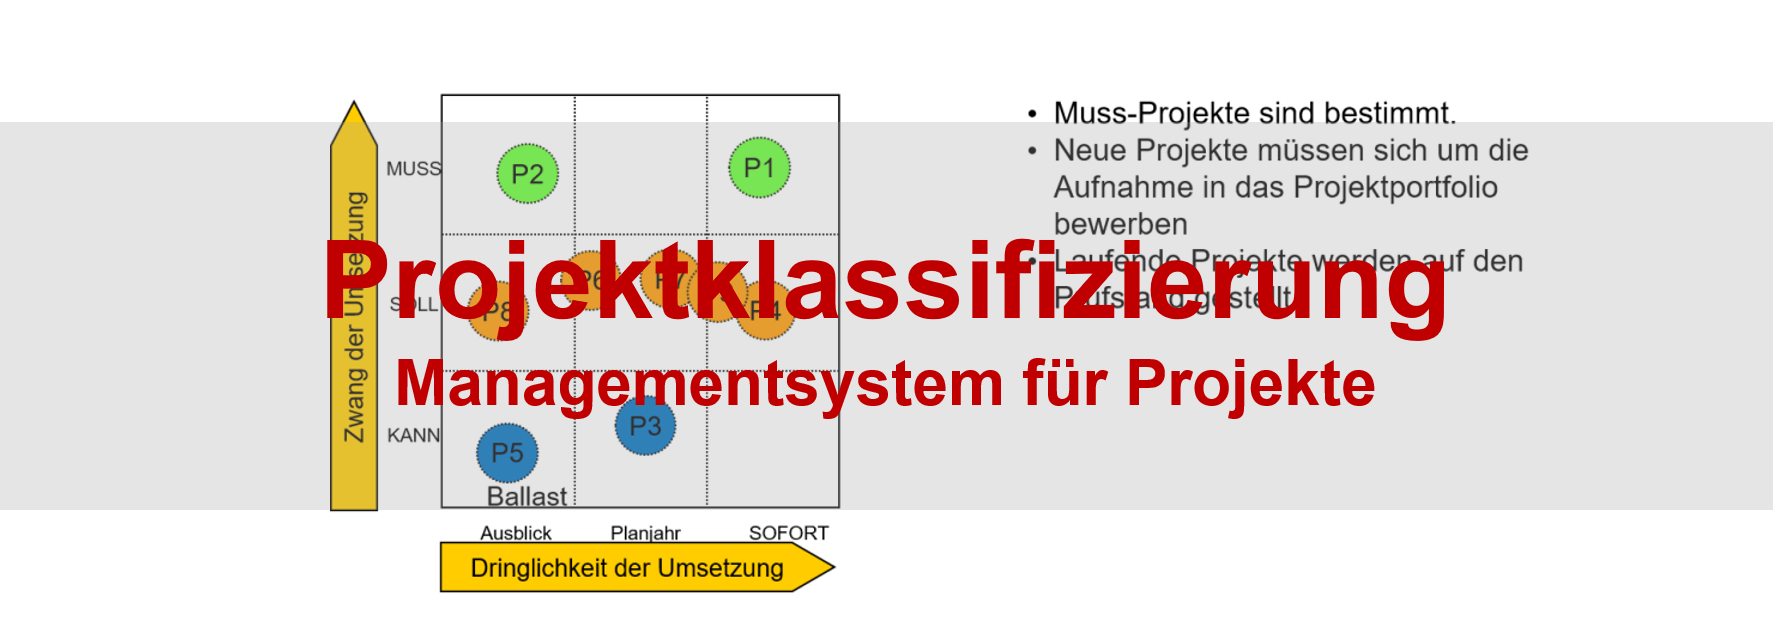 Muss-Projekte sind bestimmt.
Neue Projekte müssen sich um die
Aufnahme in das Projektportfolio
bewerben
Laufende Projekte werden auf den
Prüfstand gestellt
Projektklassifizierung
Managementsystem für Projekte
Zwang der Umsetzung
MUSS
SOLL
KANN
P2
P1
P6
P7
P8
P4
P3
P5
Ballast
Ausblick
Planjahr
SOFORT
Dringlichkeit der Umsetzung